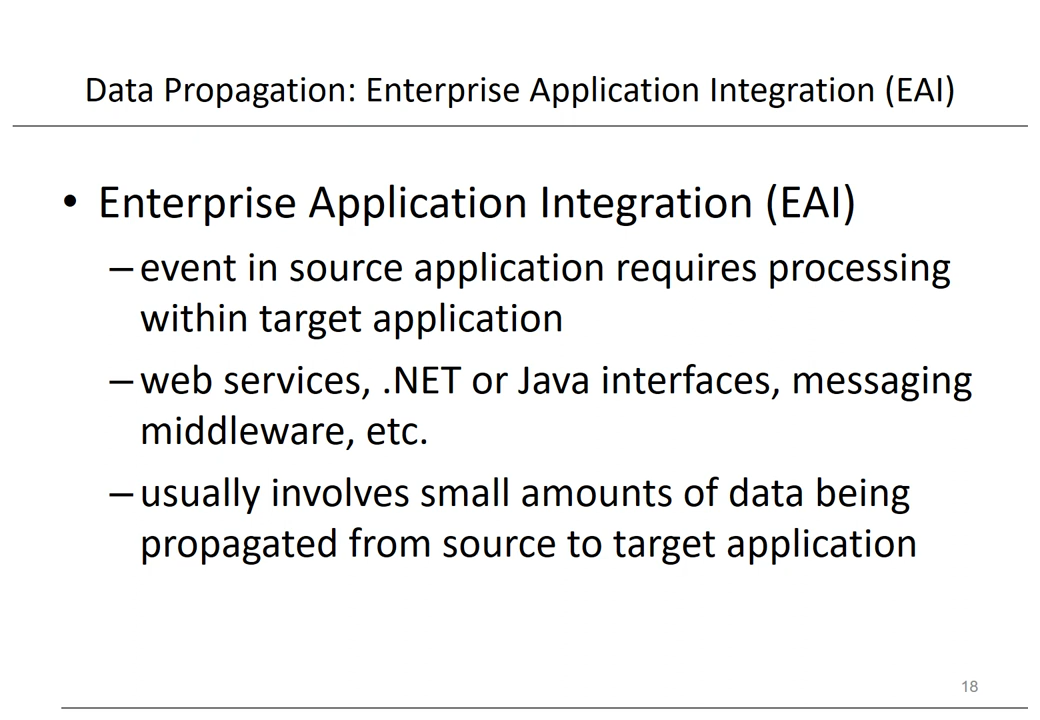 Data Propagation: Enterprise Application Integration (EAI)
• Enterprise Application Integration (EAI)
– event in source application requires processing
within target application
– web services, .NET or Java interfaces, messaging
middleware, etc.
– usually involves small amounts of data being
propagated from source to target application
18